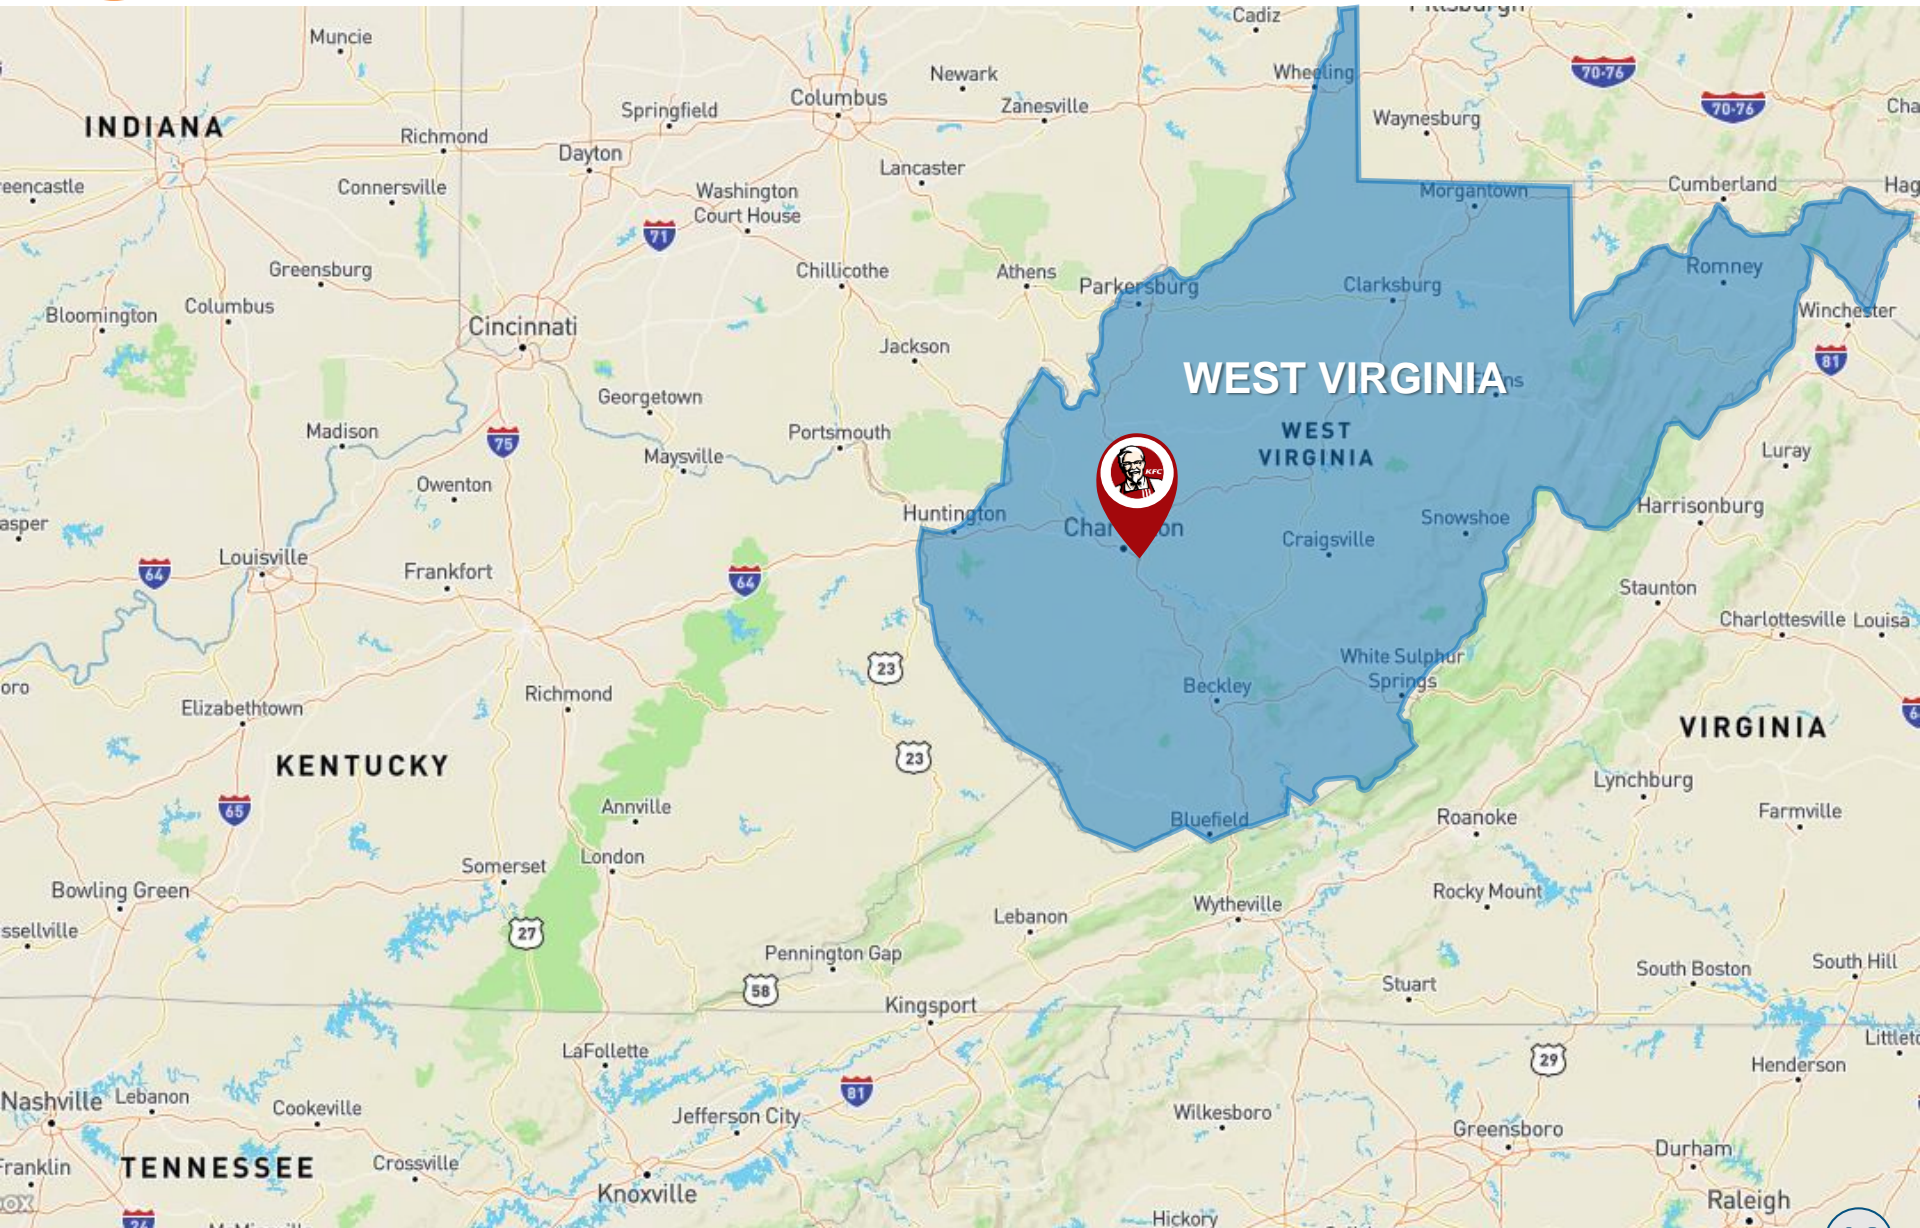 Cadiz
Pittsburgh
Muncie
Newark
Wheeling
70-76
Columbus
Zanesville
70-76
Springfield
Waynesburg
INDIANA
Richmond
Dayton
Lancaster
Connersville
Washington
Court House
Morgantown
Cumberland
71
Greensburg
Chillicothe
Athens
Parkersburg
Clarksburg
Romney
Columbus
Bloomington
Cincinnati
Winchester
Jackson
81
WEST VIRGINIA
Georgetown
Madison
75
Portsmouth
WEST
VIRGINIA
Maysville
Luray
KFC
Owenton
Huntington
Harrisonburg
Snowshoe
Craigsville
Louisville
64
Frankfort
64
Staunton
Charlottesville
Louisa
23
White Sulphur
Springs
Richmond
Beckley
Elizabethtown
VIRGINIA
KENTUCKY
23
Lynchburg
65
Annville
Bluefield
Roanoke
Farmville
Somerset
London
Bowling Green
Rocky Mount
Wytheville
Lebanon
27
Pennington Gap
58
South Boston
South Hill
Stuart
Kingsport
LaFollette
29
Henderson
81
Nashville
Lebanon
Cookeville
Jefferson City
Wilkesboro
Greensboro
Durham
TENNESSEE
Crossville
Knoxville
Raleigh
Hickory